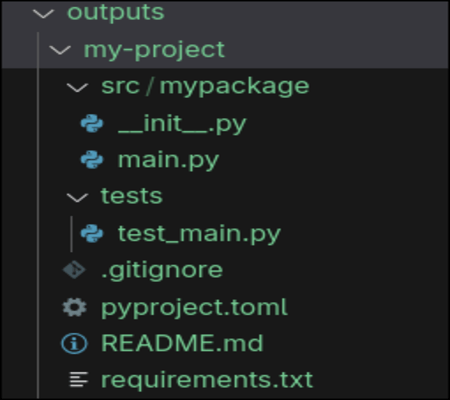 outputs
my-project
src / mypackage
__init__.py
main.py
tests
test_main.py
.gitignore
pyproject.toml
README.md
requirements.txt